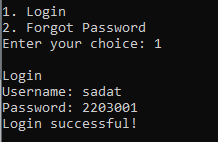 1. Login
2. Forgot Password
Enter your choice: 1
Login
Username: sadat
Password: 2203001
Login successful!